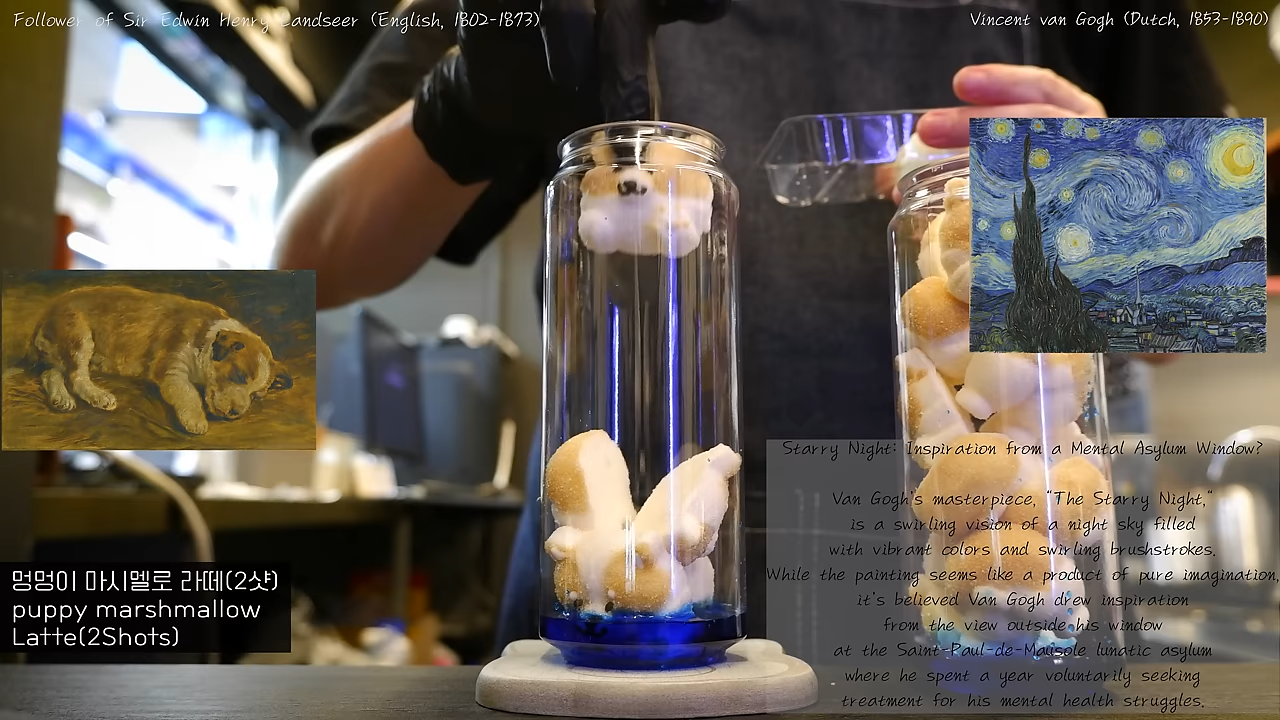 Follower of Sir Edwin Henry Landseer (English, 1802-1873)
Vincent van Gogh (Dutch, 1853-1890)
멍멍이 마시멜로 라떼(2샷)
puppy marshmallow
Latte(2Shots)
Starry Night: Inspiration from a Mental Asylum Window?
Van Gogh's masterpiece, "The Starry Night,"
is a swirling vision of a night sky filled
with vibrant colors and swirling brushstrokes.
While the painting seems like a product of pure imagination,
it's believed Van Gogh drew inspiration
from the view outside his window
at the Saint-Paul-de-Mausole lunatic asylum
where he spent a year voluntarily seeking
treatment for his mental health struggles.